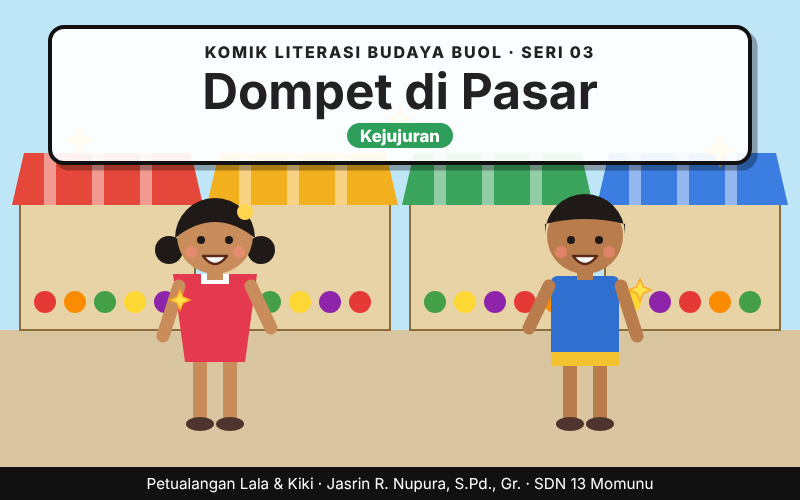 KOMIK LITERASI BUDAYA BUOL · SERI 03
Dompet di Pasar
Kejujuran
Petualangan Lala & Kiki · Jasrin R. Nupura, S.Pd., Gr. · SDN 13 Momunu